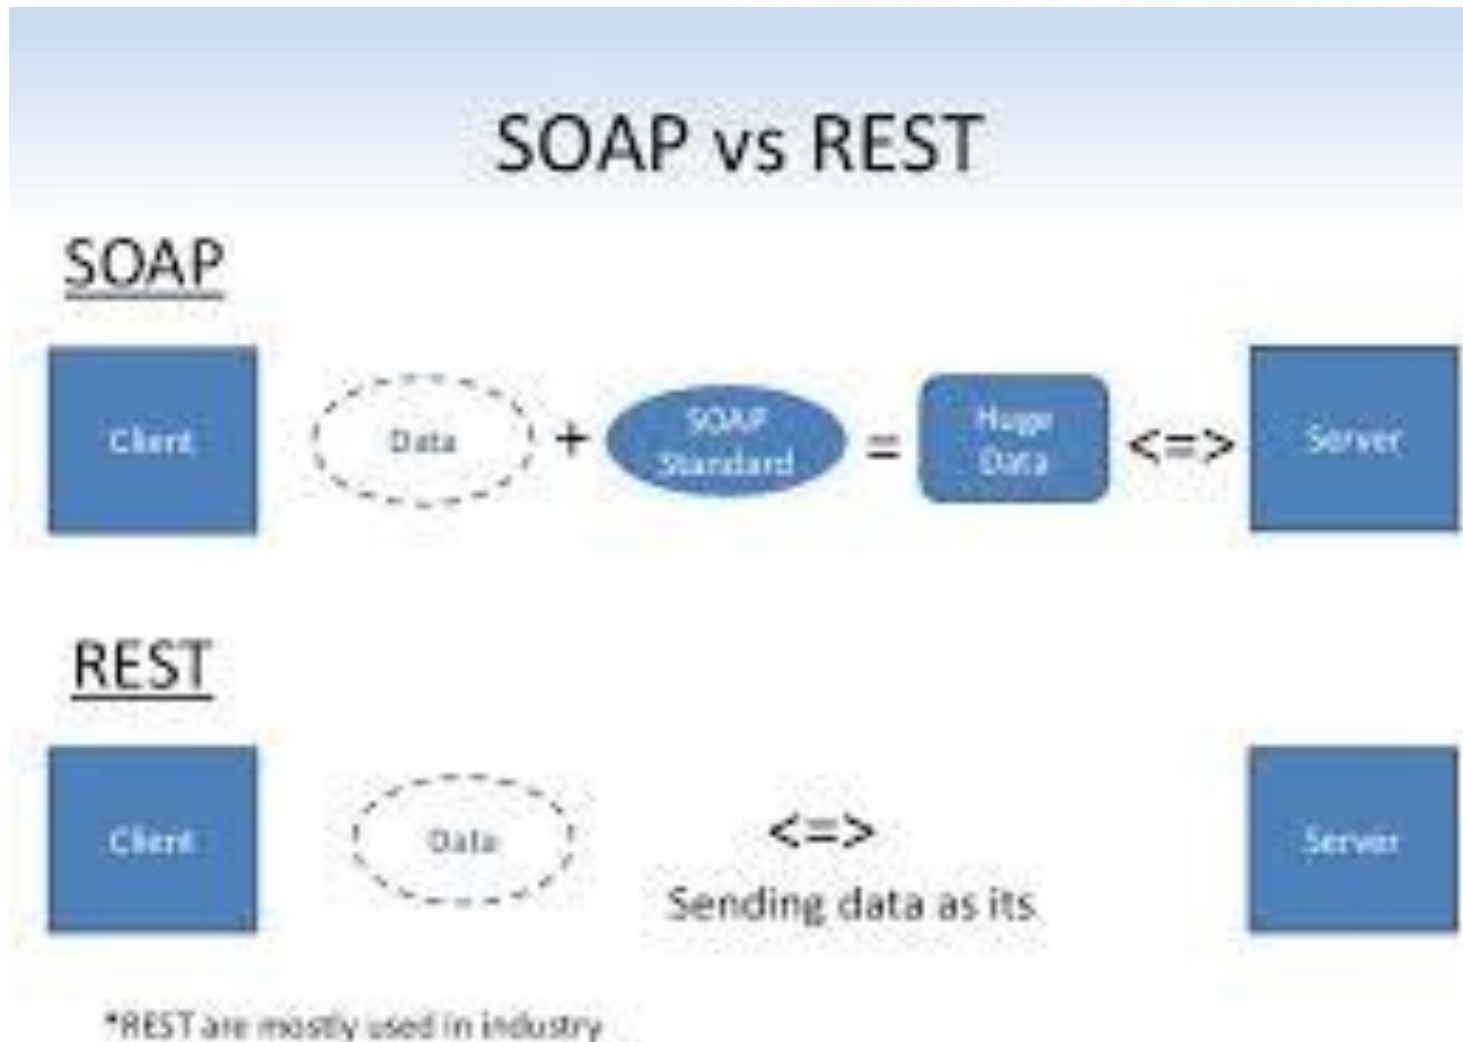 SOAP vs REST
SOAP
Client
Data
+
SOAP
Standard
=
Huge
Data
<=>
Server
REST
Client
Data
<=>
Server
Sending data as its
*REST are mostly used in industry